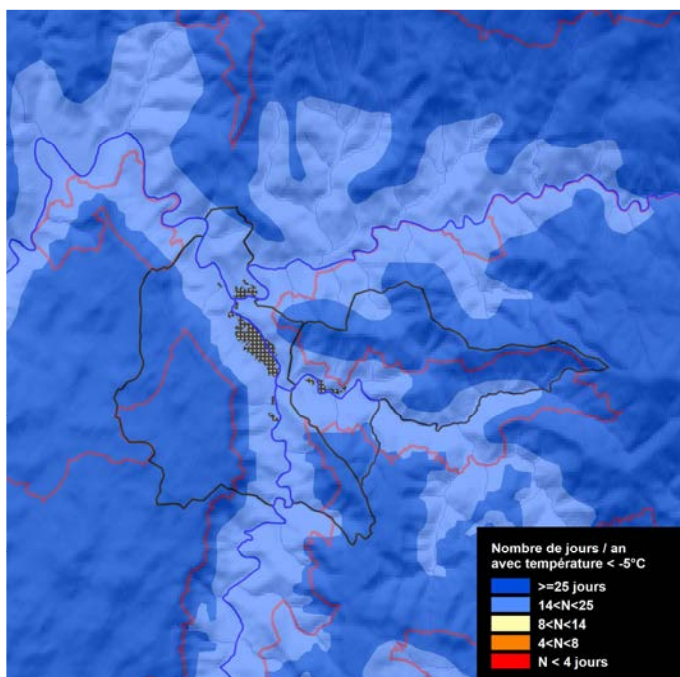 Nombre de jours / an
avec température < -5°C
>=25 jours
14<N<25
8<N<14
4<N<8
N < 4 jours